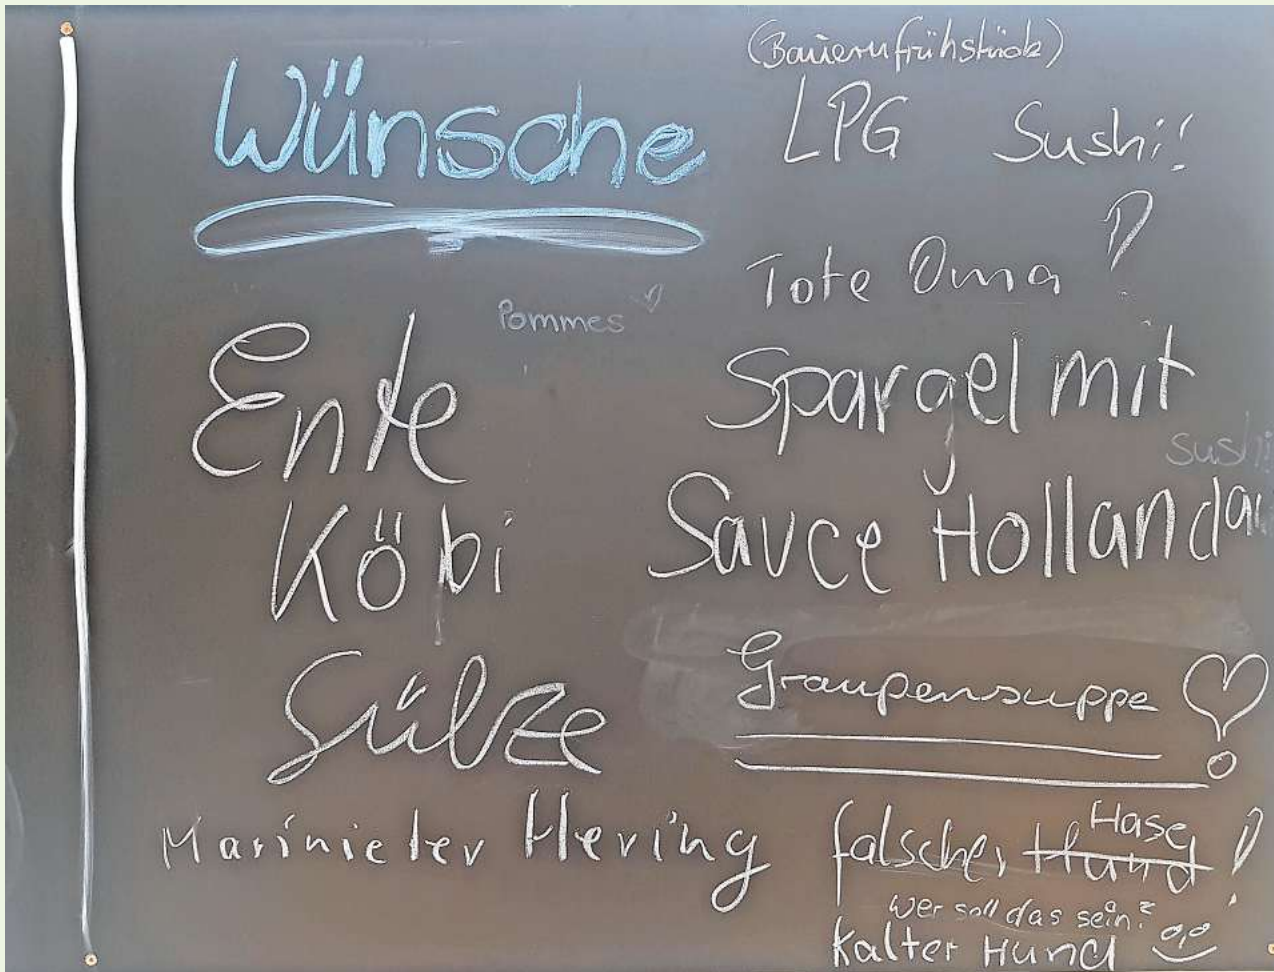 Wünsche
(Bauernfrühstück)
LPG Sushi!
Tote Oma !
Pommes
Ente
Köbi
Sülze
Marinieter Hering
Spargel mit
Sushi
Sauce Hollandai
Graupensuppe !
falscher Hund Hase !
Wer soll das sein?
Kalter Hund